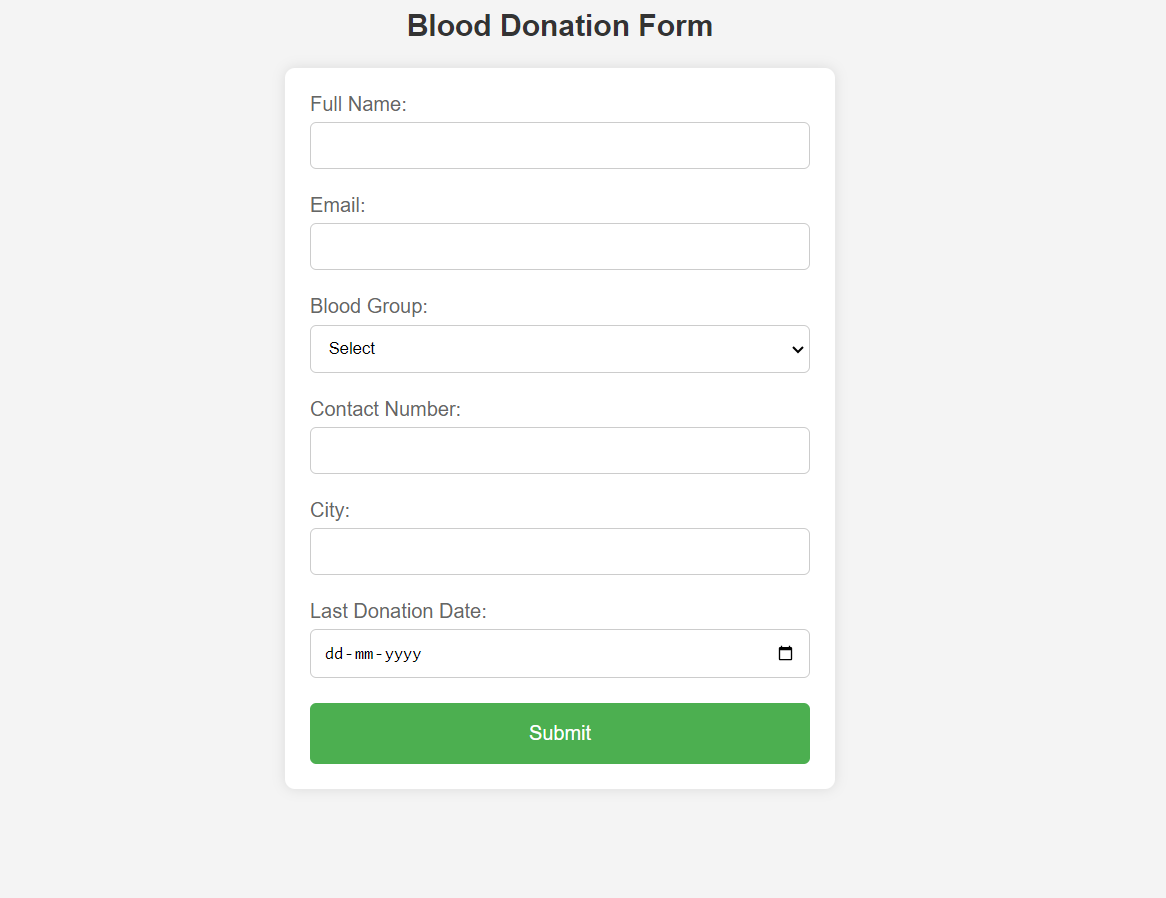 Blood Donation Form
Full Name:
Email:
Blood Group:
Select
Contact Number:
City:
Last Donation Date:
dd-mm-yyyy
Submit